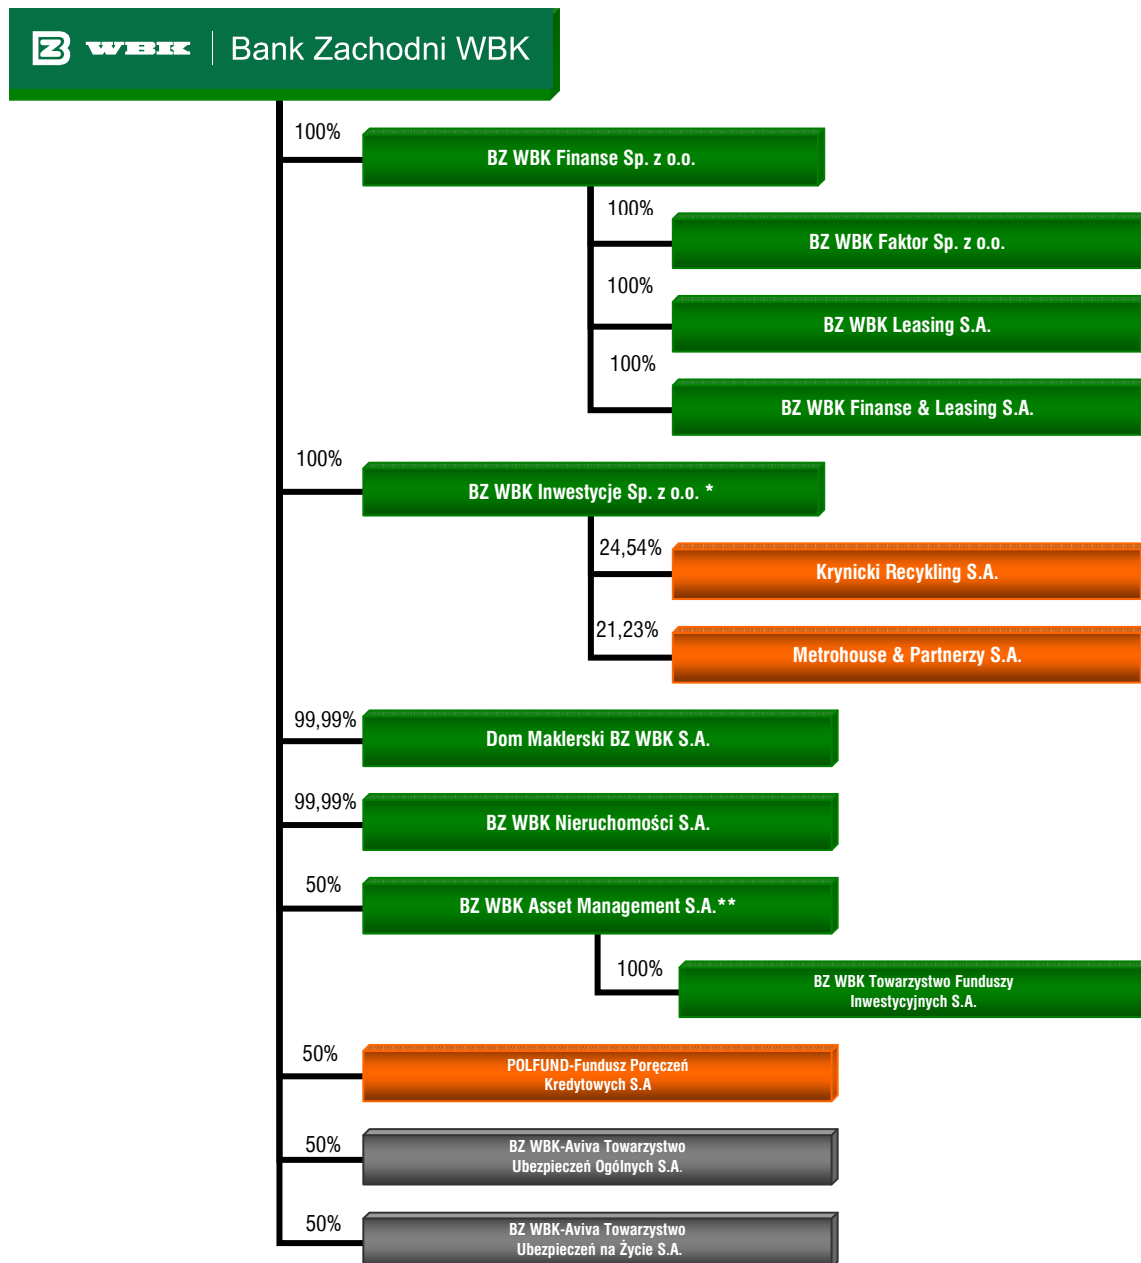 BZ WBK | Bank Zachodni WBK
100%
BZ WBK Finanse Sp. z o.o.
100%
BZ WBK Faktor Sp. z o.o.
100%
BZ WBK Leasing S.A.
100%
BZ WBK Finanse & Leasing S.A.
100%
BZ WBK Inwestycje Sp. z o.o. *
24,54%
Krynicki Recykling S.A.
21,23%
Metrohouse & Partnerzy S.A.
99,99%
Dom Maklerski BZ WBK S.A.
99,99%
BZ WBK Nieruchomości S.A.
50%
BZ WBK Asset Management S.A.**
100%
BZ WBK Towarzystwo Funduszy
Inwestycyjnych S.A.
50%
POLFUND-Fundusz Poręczeń
Kredytowych S.A
50%
BZ WBK-Aviva Towarzystwo
Ubezpieczeń Ogólnych S.A.
50%
BZ WBK-Aviva Towarzystwo
Ubezpieczeń na Życie S.A.